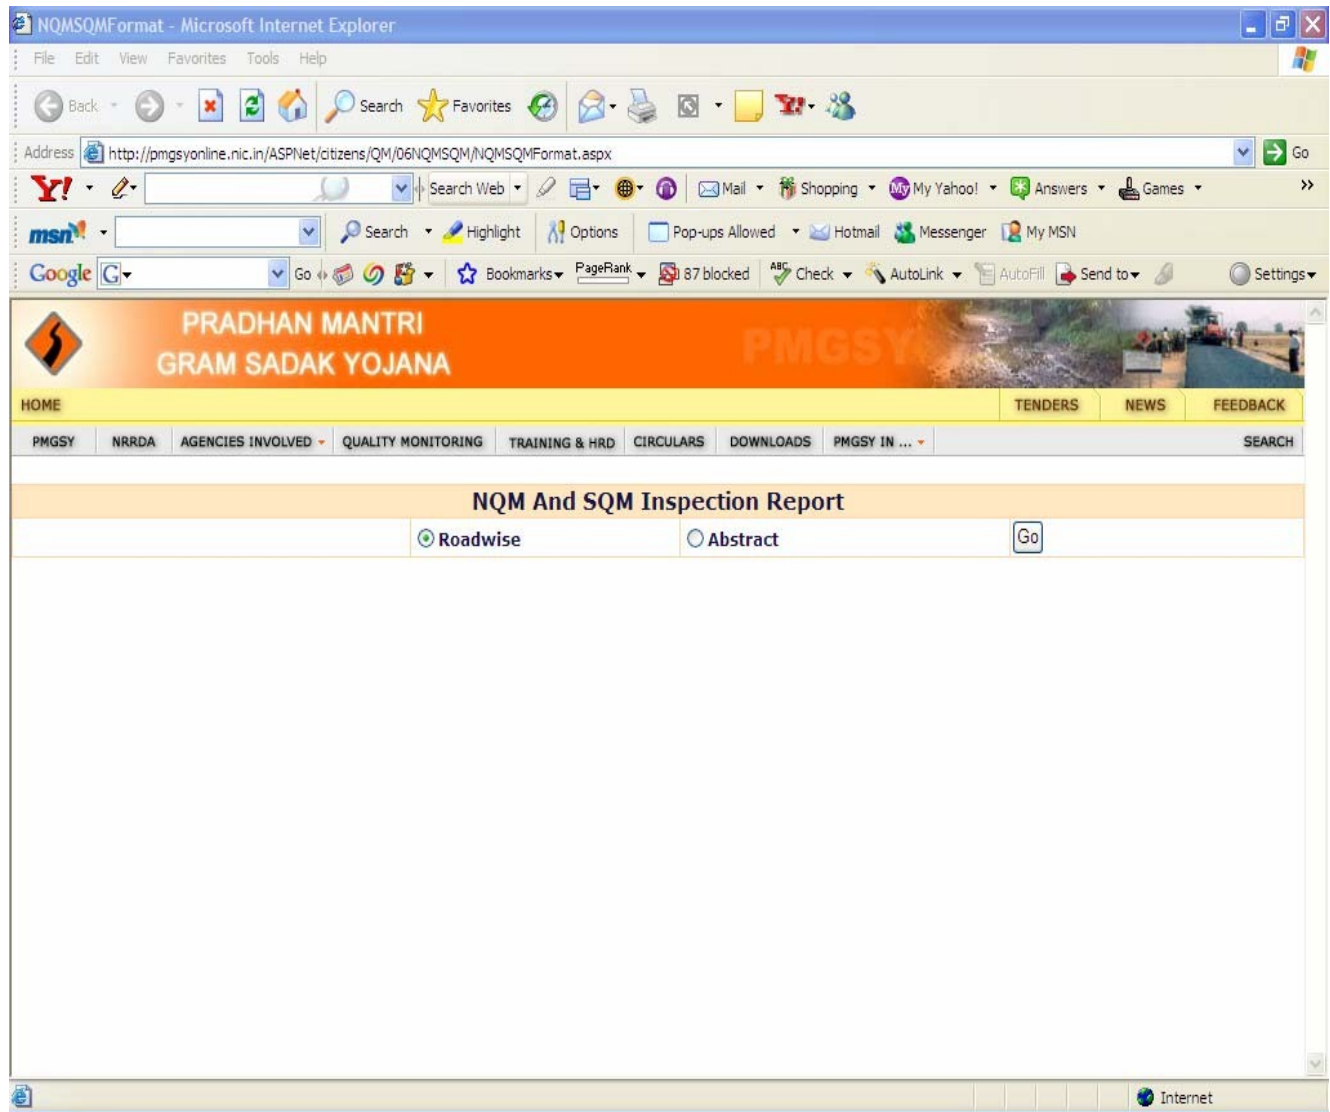 NQMSQMFormat - Microsoft Internet Explorer
File Edit View Favorites Tools Help
Back Search Favorites
Address http://pmgsyonline.nic.in/ASPNet/citizens/QM/06NQMSQM/NQMSQMFormat.aspx Go
Y! Search Web Mail Shopping My My Yahoo! Answers Games »
msn Search Highlight Options Pop-ups Allowed Hotmail Messenger My MSN
Google G Go Bookmarks PageRank 87 blocked ABC Check AutoLink AutoFill Send to Settings
PRADHAN MANTRI
GRAM SADAK YOJANA
PMGSY
HOME TENDERS NEWS FEEDBACK
PMGSY NRRDA AGENCIES INVOLVED QUALITY MONITORING TRAINING & HRD CIRCULARS DOWNLOADS PMGSY IN ... SEARCH
NQM And SQM Inspection Report
Roadwise Abstract Go
Internet